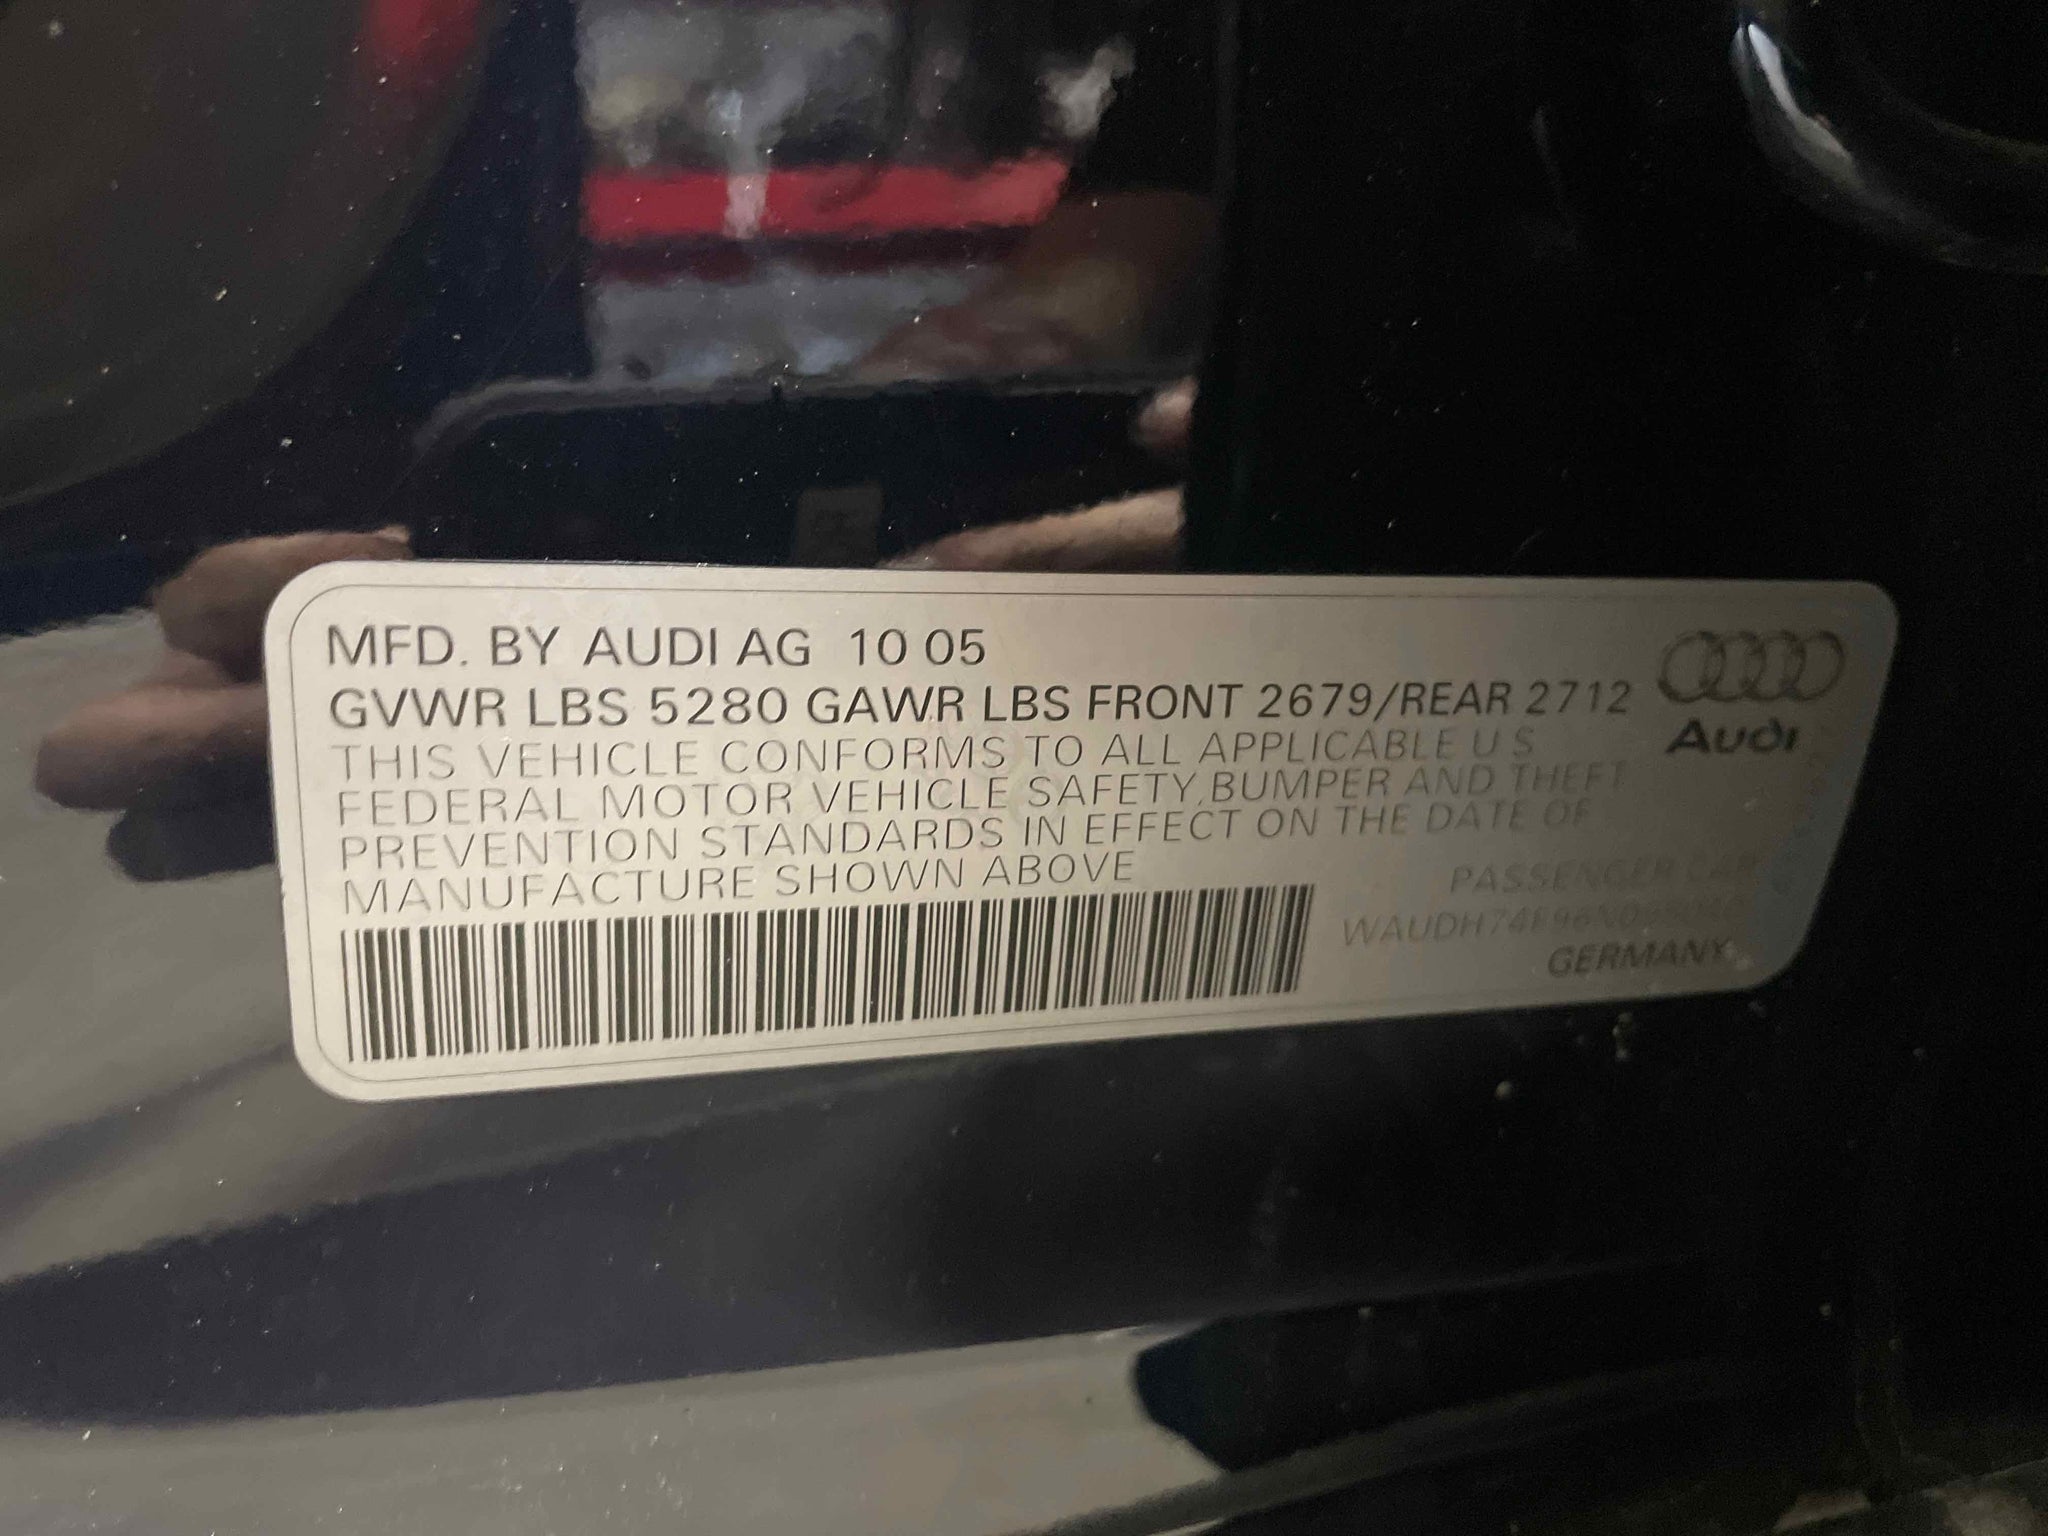 MFD. BY AUDI AG 10 05
GVWR LBS 5280 GAWR LBS FRONT 2679/REAR 2712
Audi
THIS VEHICLE CONFORMS TO ALL APPLICABLE U S
FEDERAL MOTOR VEHICLE SAFETY, BUMPER AND THEFT
PREVENTION STANDARDS IN EFFECT ON THE DATE OF
MANUFACTURE SHOWN ABOVE
PASSENGER CAR
GERMANY